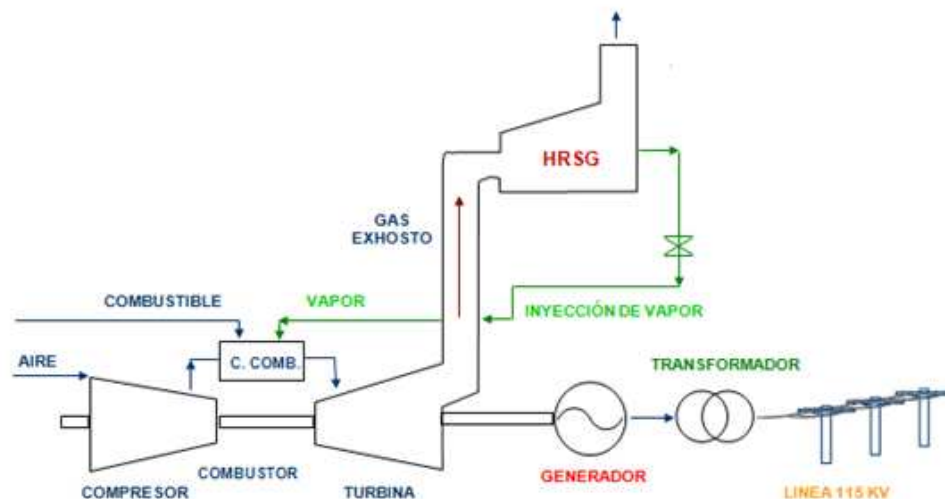 HRSG
GAS
EXHOSTO
COMBUSTIBLE
VAPOR
INYECCIÓN DE VAPOR
AIRE
C. COMB.
TRANSFORMADOR
COMBUSTOR
GENERADOR
COMPRESOR
TURBINA
LINEA 115 KV